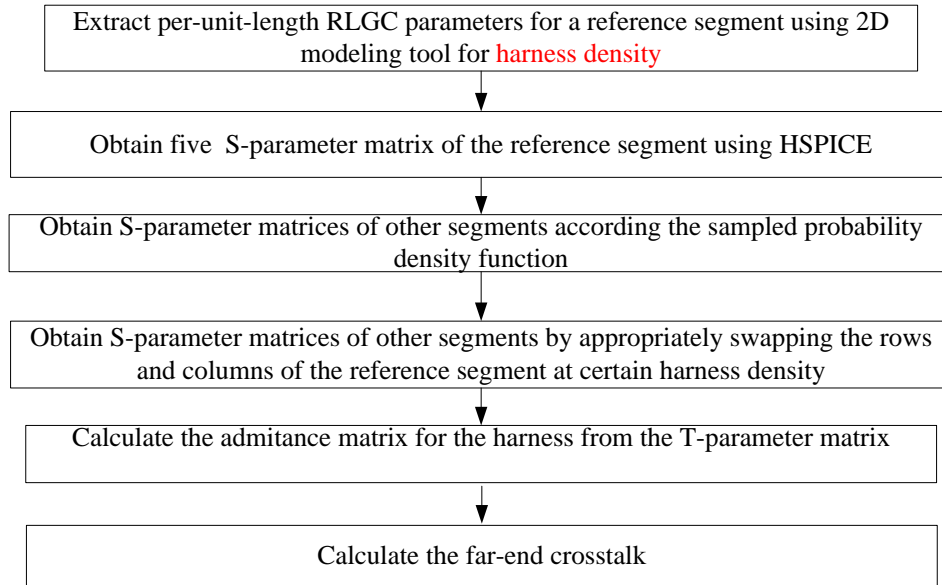 Extract per-unit-length RLGC parameters for a reference segment using 2D
modeling tool for harness density
Obtain five S-parameter matrix of the reference segment using HSPICE
Obtain S-parameter matrices of other segments according the sampled probability
density function
Obtain S-parameter matrices of other segments by appropriately swapping the rows
and columns of the reference segment at certain harness density
Calculate the admitance matrix for the harness from the T-parameter matrix
Calculate the far-end crosstalk